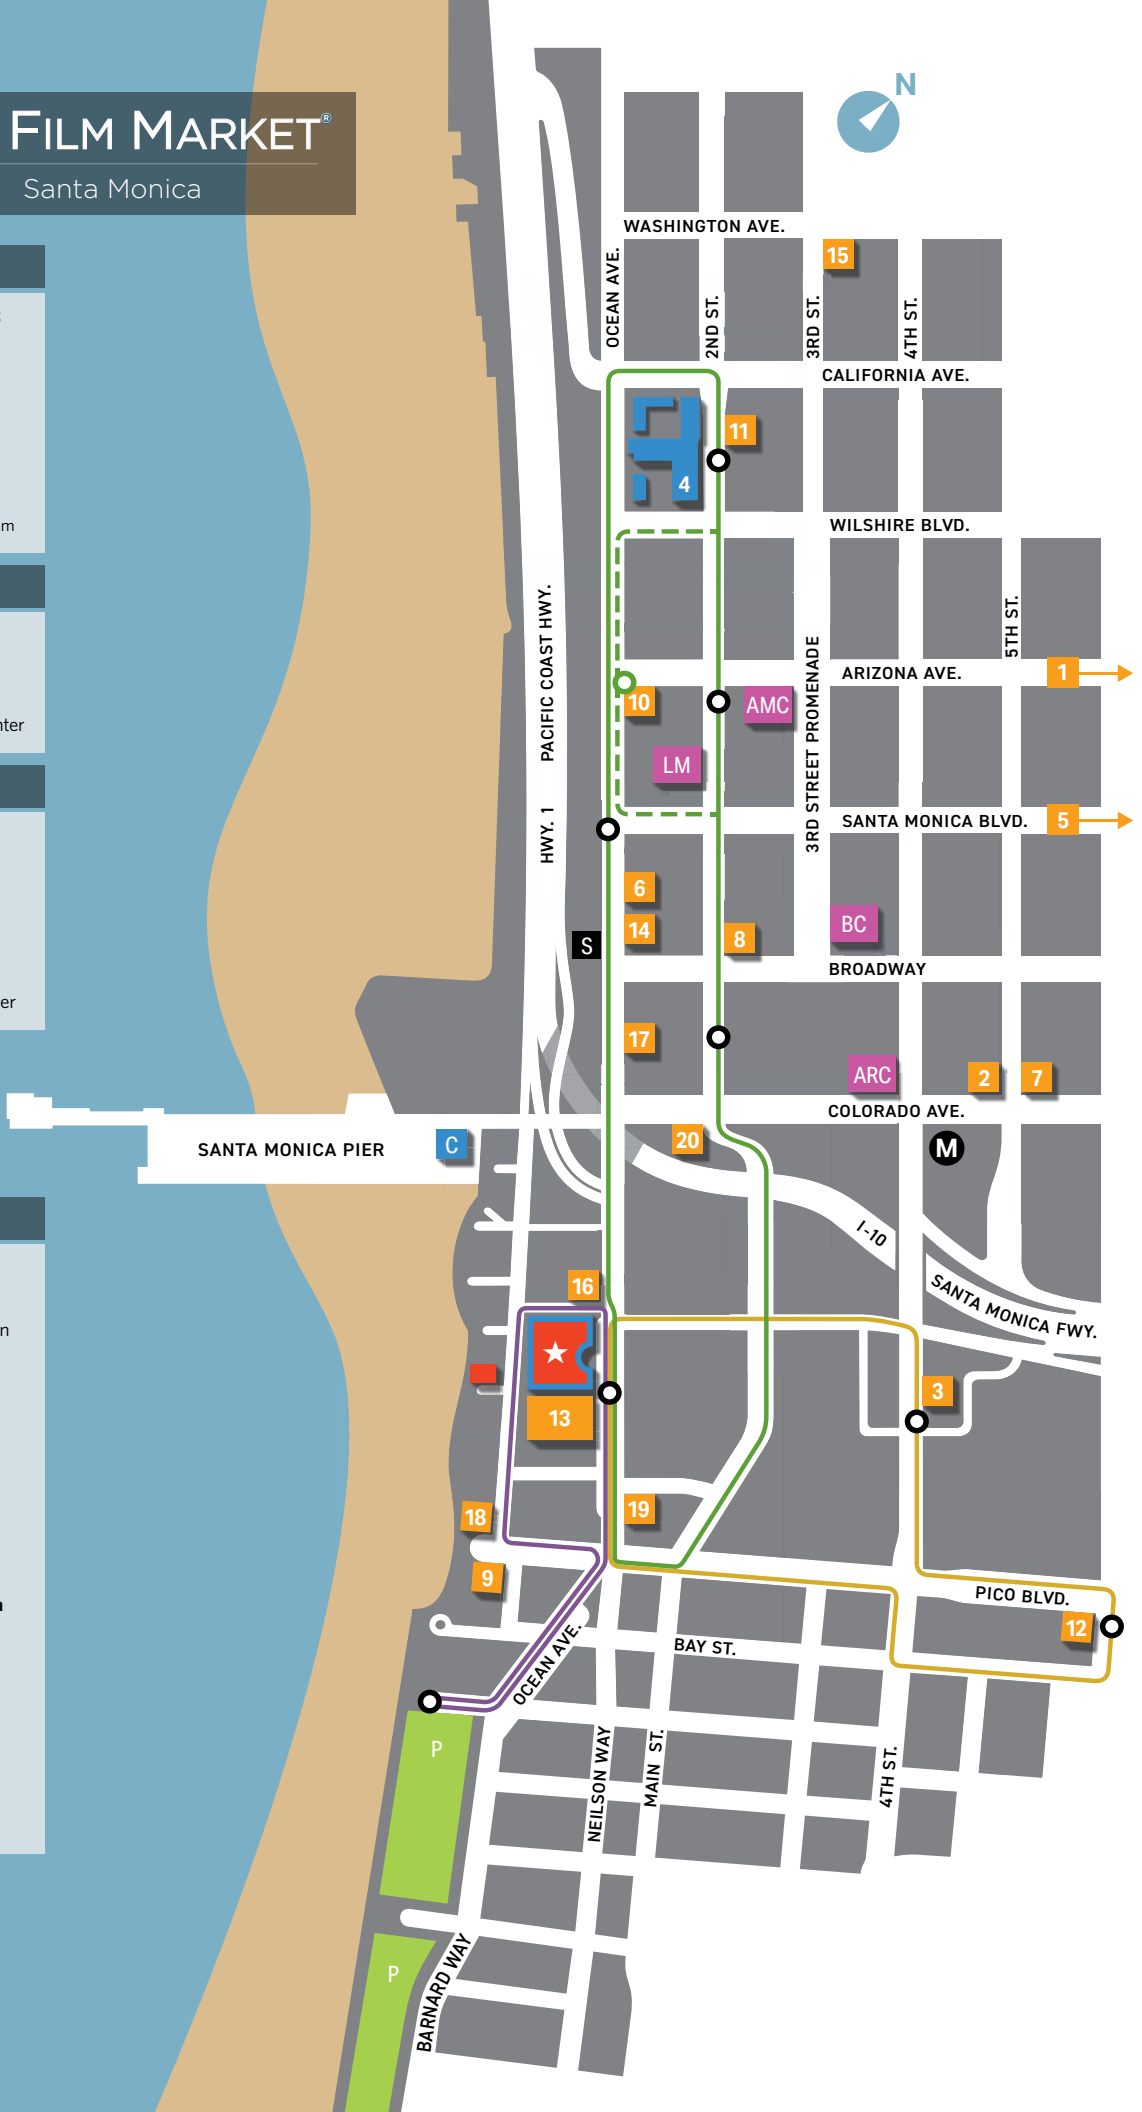 N
FILM MARKET®
Santa Monica
WASHINGTON AVE.
15
OCEAN AVE.
2ND ST.
3RD ST.
4TH ST.
CALIFORNIA AVE.
11
4
m
WILSHIRE BLVD.
PACIFIC COAST HWY.
5TH ST.
ARIZONA AVE.
1
10
AMC
3RD STREET PROMENADE
nter
LM
HWY. 1
SANTA MONICA BLVD.
5
6
14
8
BC
S
BROADWAY
er
17
ARC
2
7
COLORADO AVE.
SANTA MONICA PIER
C
20
M
I-10
16
SANTA MONICA FWY.
n
3
13
18
19
9
PICO BLVD.
12
BAY ST.
OCEAN AVE.
P
NEILSON WAY
MAIN ST.
4TH ST.
P
BARNARD WAY